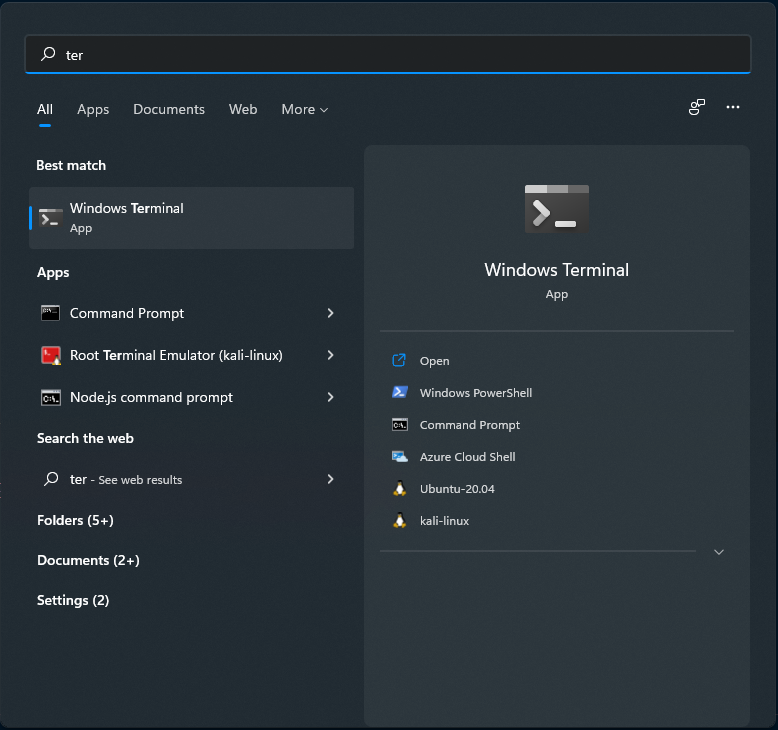 ter
All Apps Documents Web More
Best match
Windows Terminal
App
Apps
Command Prompt
Root Terminal Emulator (kali-linux)
Node.js command prompt
Search the web
ter - See web results
Folders (5+)
Documents (2+)
Settings (2)
Windows Terminal
App
Open
Windows PowerShell
Command Prompt
Azure Cloud Shell
Ubuntu-20.04
kali-linux